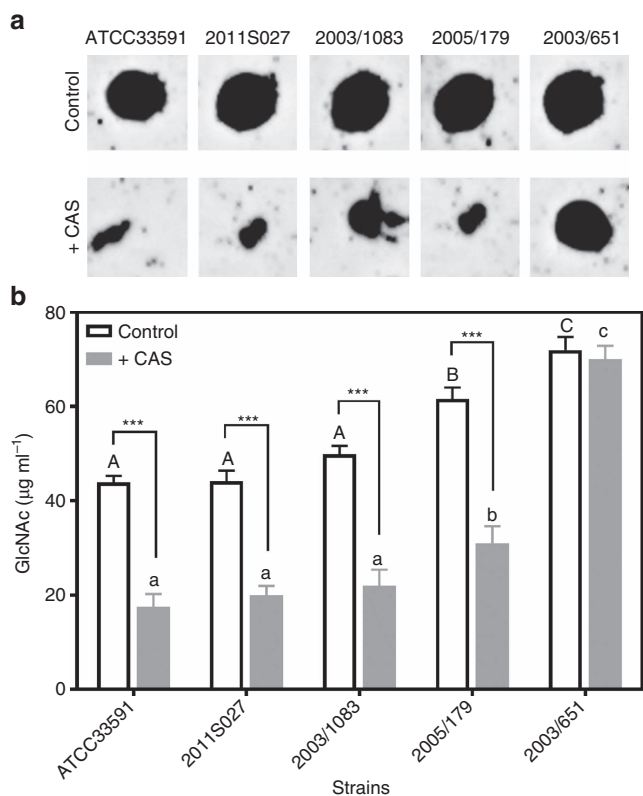 a
ATCC33591 2011S027 2003/1083 2005/179 2003/651
Control
+ CAS
b
80
60
40
20
0
GlcNAc (µg ml⁻¹)
Control
+ CAS
*** *** *** ***
A A A B C
a a a b c
ATCC33591 2011S027 2003/1083 2005/179 2003/651
Strains